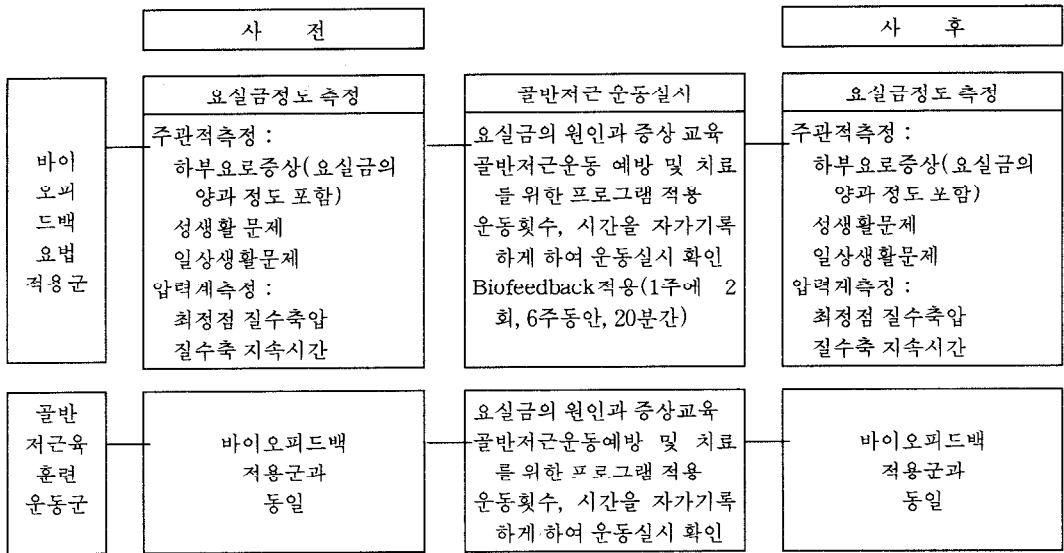 사 전
사 후
바이
오피
드백
요법
적용군
요실금정도 측정
주관적측정 :
하부요로증상(요실금의
양과 정도 포함)
성생활 문제
일상생활문제
압력계측정 :
최정점 질수축압
질수축 지속시간
골반저근 운동실시
요실금의 원인과 증상 교육
골반저근운동 예방 및 치료
를 위한 프로그램 적용
운동횟수, 시간을 자가기록
하게 하여 운동실시 확인
Biofeedback적용(1주에 2
회, 6주동안, 20분간)
요실금정도 측정
주관적측정 :
하부요로증상(요실금의
양과 정도 포함)
성생활문제
일상생활문제
압력계측정 :
최정점 질수축압
질수축 지속시간
골반
저근육
훈련
운동군
바이오피드백
적용군과
동일
요실금의 원인과 증상교육
골반저근운동예방 및 치료
를 위한 프로그램 적용
운동횟수, 시간을 자가기록
하게 하여 운동실시 확인
바이오피드백
적용군과
동일